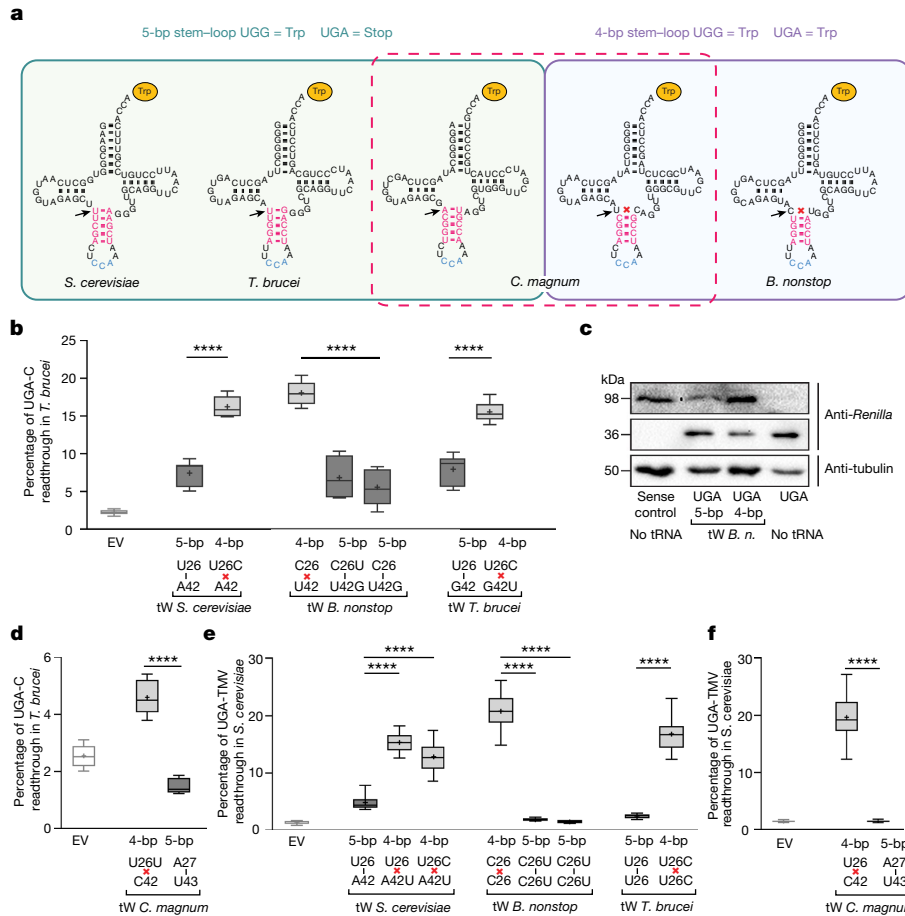 a
5-bp stem–loop UGG = Trp UGA = Stop
4-bp stem–loop UGG = Trp UGA = Trp
Trp
Trp
Trp
Trp
Trp
S. cerevisiae
T. brucei
C. magnum
B. nonstop
b
Percentage of UGA-C
readthrough in T. brucei
25
20
15
10
5
0
****
****
****
EV
5-bp 4-bp 4-bp 5-bp 5-bp 5-bp 4-bp
U26 U26C C26 C26U C26 U26 U26C
A42 A42 U42 U42G U42G G42 G42U
tW S. cerevisiae
tW B. nonstop
tW T. brucei
c
kDa
98
36
50
Anti-Renilla
Anti-tubulin
Sense control
UGA 5-bp
UGA 4-bp
UGA
No tRNA
tW B. n.
No tRNA
d
Percentage of UGA-C
readthrough in T. brucei
6
4
2
0
****
EV
4-bp 5-bp
U26U A27
C42 U43
tW C. magnum
e
Percentage of UGA-TMV
readthrough in S. cerevisiae
30
20
10
0
****
****
****
****
****
EV
5-bp 4-bp 4-bp 4-bp 5-bp 5-bp 5-bp 4-bp
U26 U26 U26C C26 C26U C26U U26 U26C
A42 A42U A42U C26 C26U C26U U26 U26C
tW S. cerevisiae
tW B. nonstop
tW T. brucei
f
Percentage of UGA-TMV
readthrough in S. cerevisiae
30
20
10
0
****
EV
4-bp 5-bp
U26 A27
C42 U43
tW C. magnum